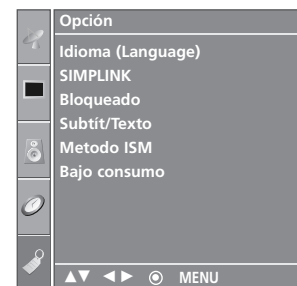 Opción
Idioma (Language)
SIMPLINK
Bloqueado
Subtít/Texto
Metodo ISM
Bajo consumo
MENU